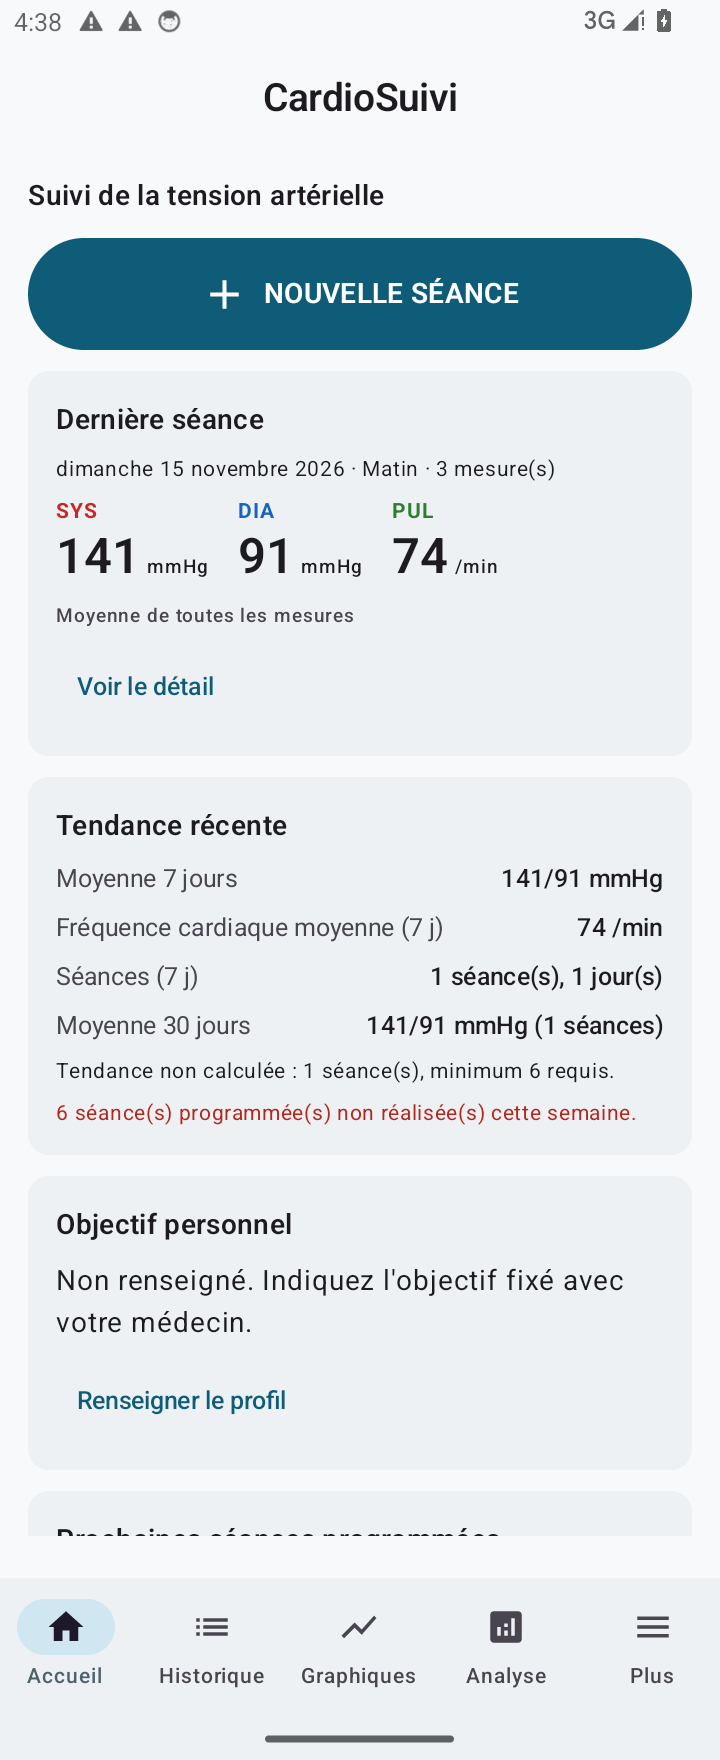 4:38
3G
CardioSuivi
Suivi de la tension artérielle
NOUVELLE SÉANCE
Dernière séance
dimanche 15 novembre 2026 · Matin · 3 mesure(s)
SYS DIA PUL
141 mmHg 91 mmHg 74 /min
Moyenne de toutes les mesures
Voir le détail
Tendance récente
Moyenne 7 jours 141/91 mmHg
Fréquence cardiaque moyenne (7 j) 74 /min
Séances (7 j) 1 séance(s), 1 jour(s)
Moyenne 30 jours 141/91 mmHg (1 séances)
Tendance non calculée : 1 séance(s), minimum 6 requis.
6 séance(s) programmée(s) non réalisée(s) cette semaine.
Objectif personnel
Non renseigné. Indiquez l'objectif fixé avec
votre médecin.
Renseigner le profil
Prochaines séances programmées
Accueil Historique Graphiques Analyse Plus